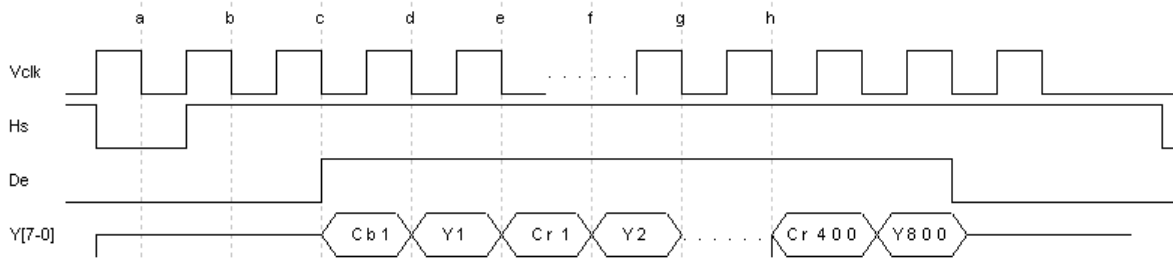 a b c d e f g h
Vclk
Hs
De
Y[7-0] Cb1 Y1 Cr1 Y2 Cr400 Y800